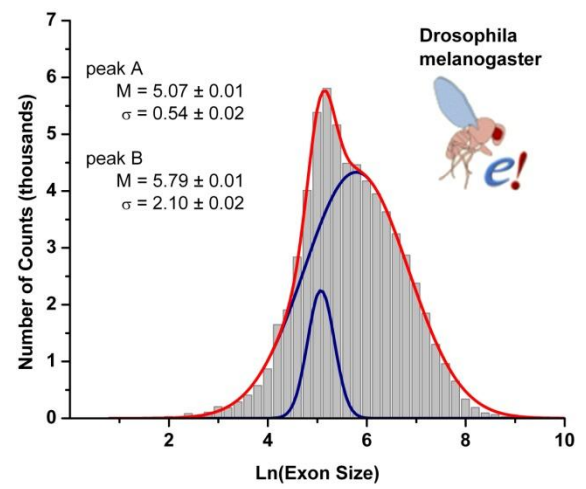 7
6
5
4
3
2
1
0
Number of Counts (thousands)
peak A
M = 5.07 ± 0.01
σ = 0.54 ± 0.02
peak B
M = 5.79 ± 0.01
σ = 2.10 ± 0.02
Drosophila
melanogaster
e!
2 4 6 8 10
Ln(Exon Size)